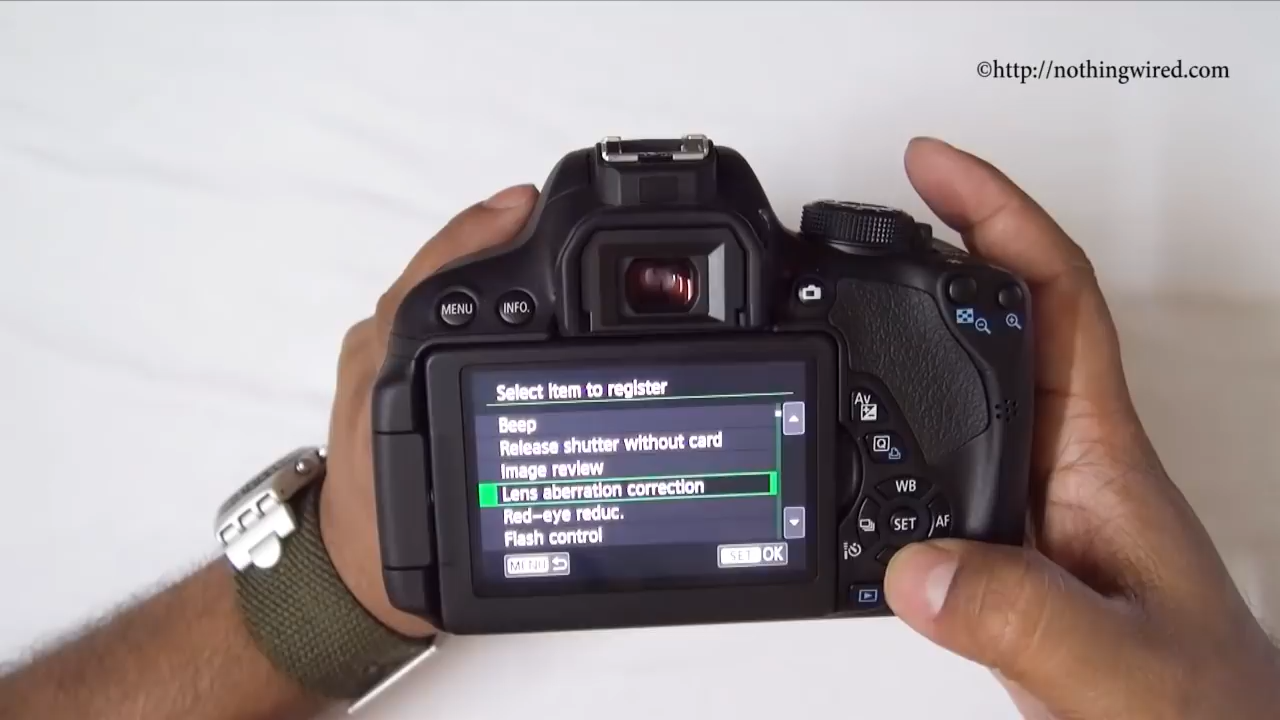 ©http://nothingwired.com
MENU
INFO.
Select item to register
Beep
Release shutter without card
Image review
Lens aberration correction
Red-eye reduc.
Flash control
MENU
SET OK
Av
WB
SET
AF